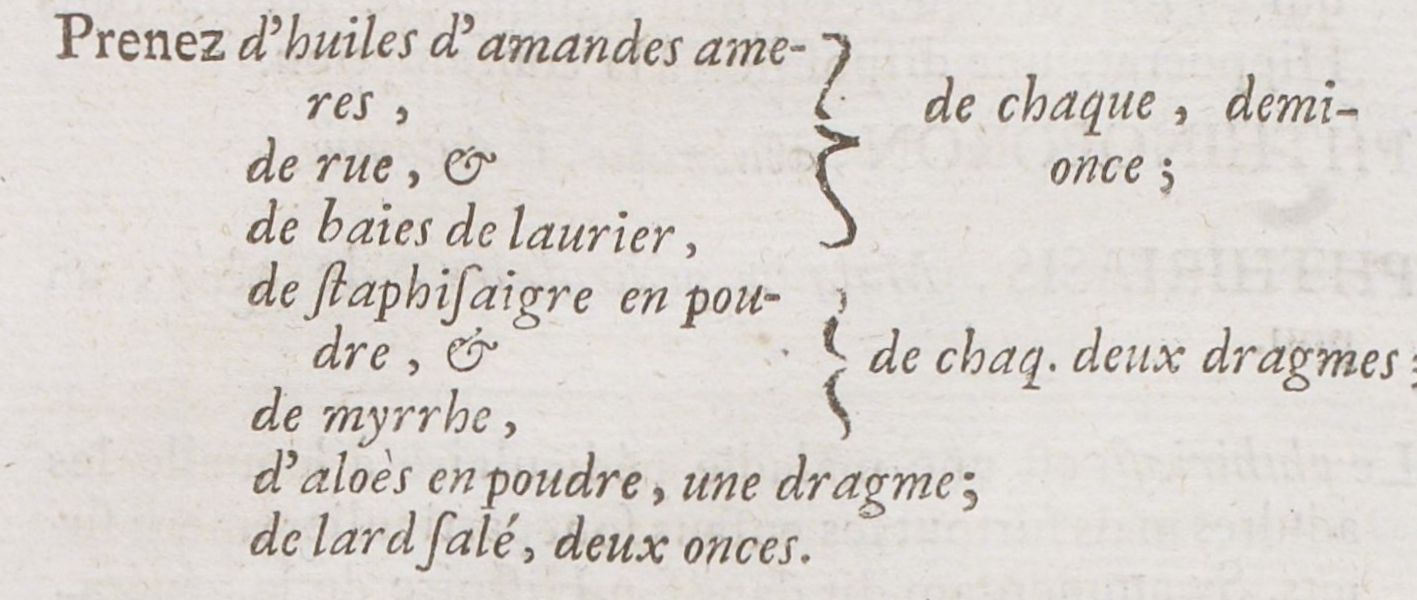 Prenez d'huiles d'amandes ame-
res ,
de rue , &
de baies de laurier ,
de chaque , demi-
once ;
de ſtaphiſaigre en pou-
dre , &
de myrrhe ,
de chaq. deux dragmes ;
d'aloès en poudre , une dragme ;
de lard ſalé , deux onces.